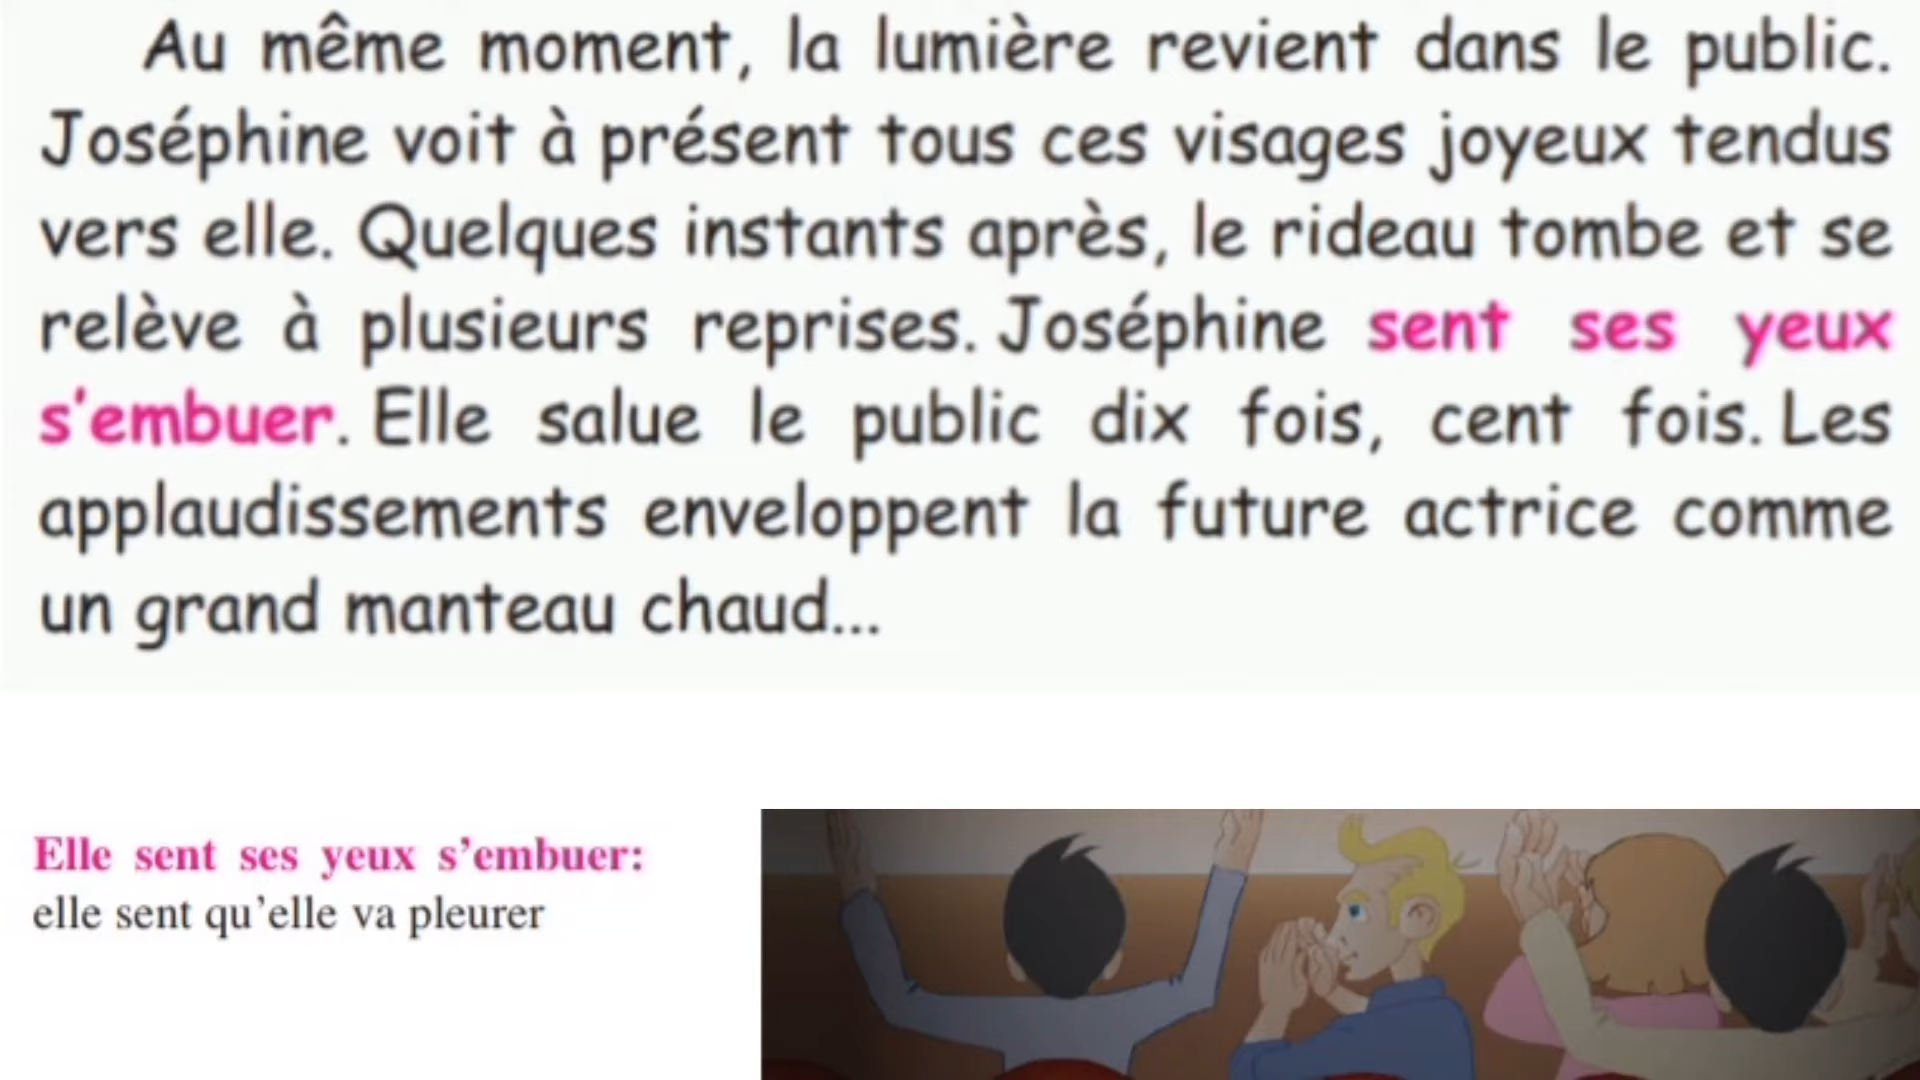 Au même moment, la lumière revient dans le public.
Joséphine voit à présent tous ces visages joyeux tendus
vers elle. Quelques instants après, le rideau tombe et se
relève à plusieurs reprises. Joséphine sent ses yeux
s'embuer. Elle salue le public dix fois, cent fois. Les
applaudissements enveloppent la future actrice comme
un grand manteau chaud...
Elle sent ses yeux s'embuer:
elle sent qu'elle va pleurer